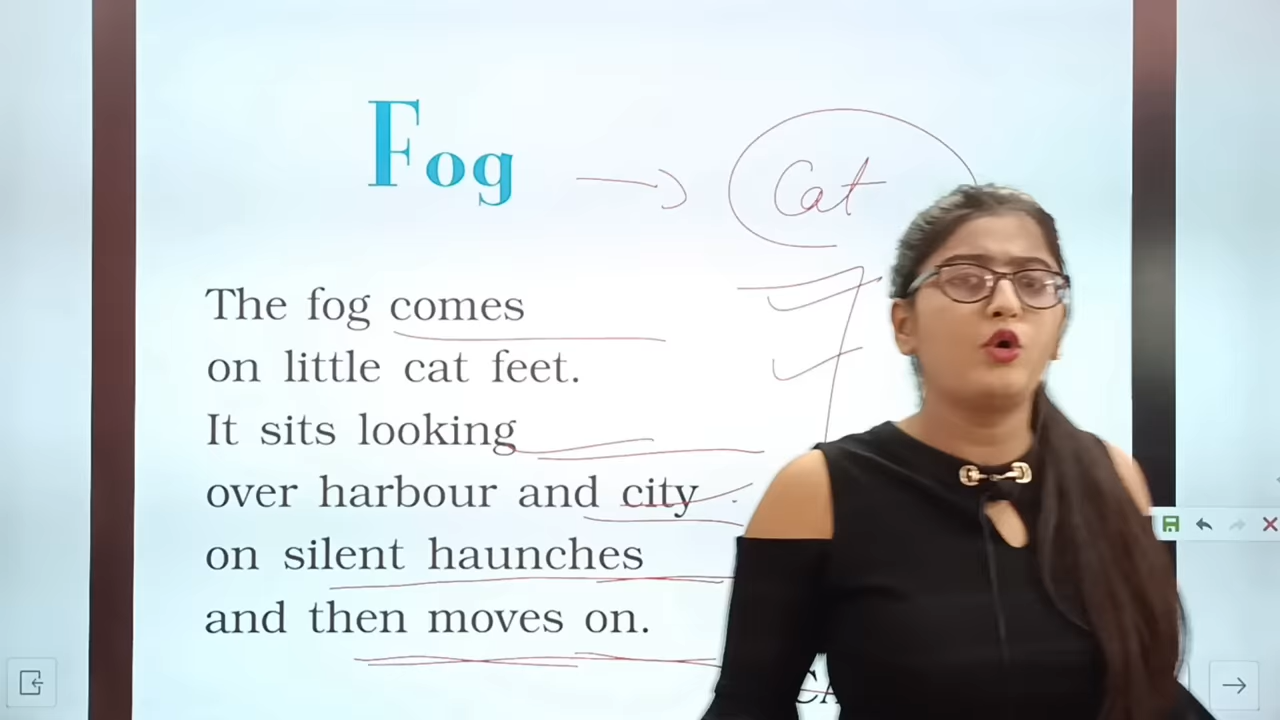 Fog
Cat
The fog comes
on little cat feet.
It sits looking
over harbour and city
on silent haunches
and then moves on.